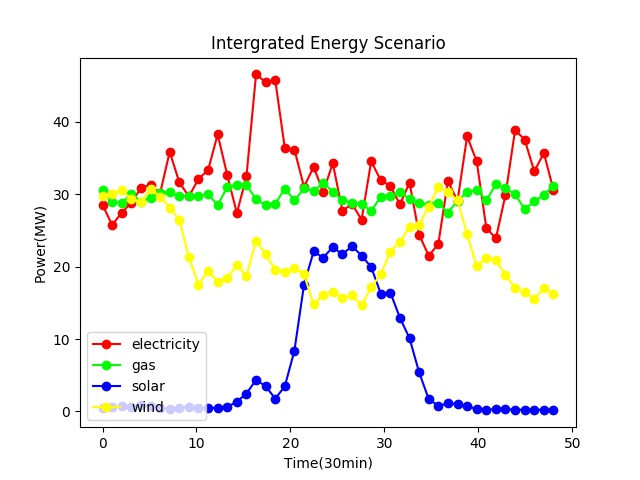 Intergrated Energy Scenario
Power(MW)
40
30
20
10
0
electricity
gas
solar
wind
0 10 20 30 40 50
Time(30min)